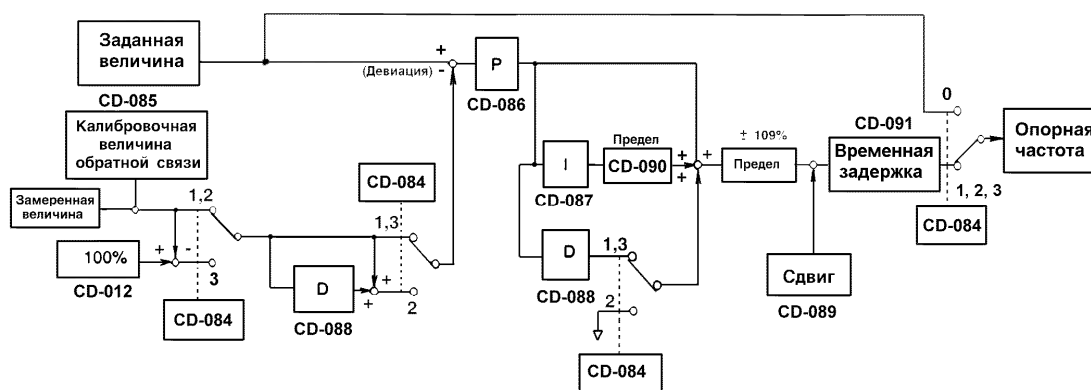 Заданная
величина
CD-085
Калибровочная
величина
обратной связи
Замеренная
величина
100%
CD-012
+
-
1,2
3
CD-084
D
CD-088
+
+
CD-084
1,3
2
+
-
(Девиация)
P
CD-086
I
CD-087
Предел
CD-090
+
+
+
D
CD-088
1,3
2
CD-084
± 109%
Предел
Сдвиг
CD-089
CD-091
Временная
задержка
0
1, 2, 3
CD-084
Опорная
частота